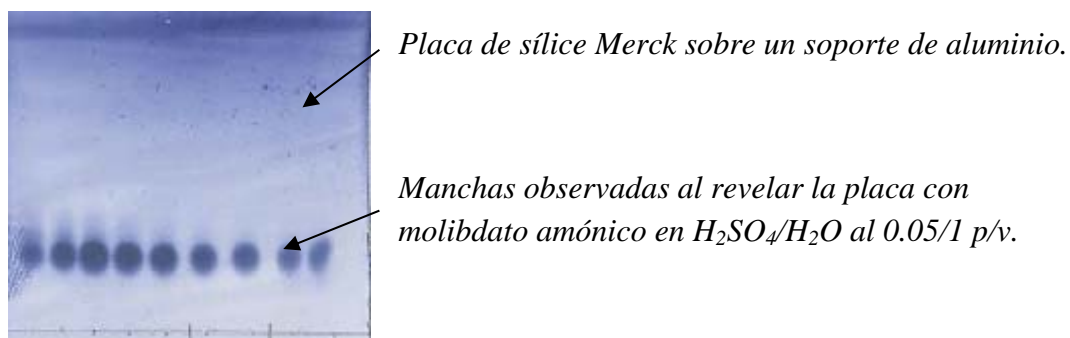 Placa de sílice Merck sobre un soporte de aluminio.
Manchas observadas al revelar la placa con
molibdato amónico en H₂SO₄/H₂O al 0.05/1 p/v.